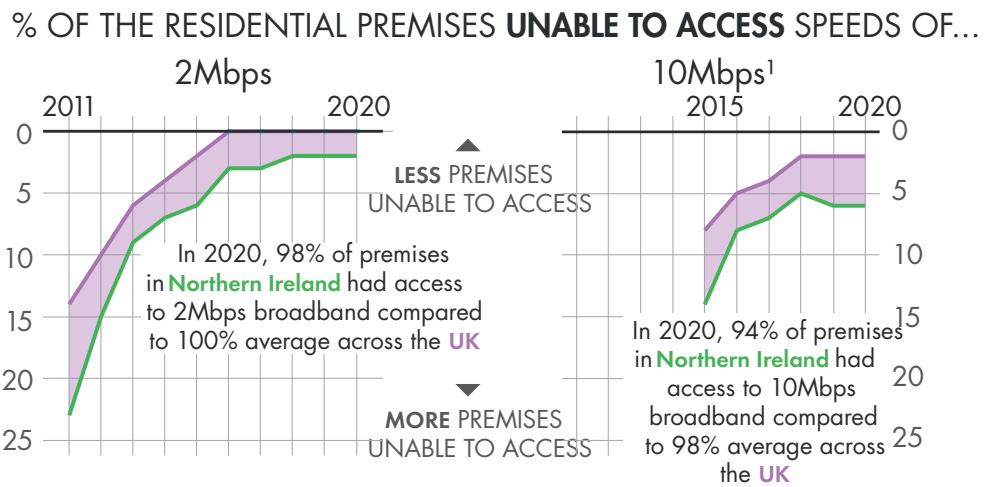 % OF THE RESIDENTIAL PREMISES UNABLE TO ACCESS SPEEDS OF...
2Mbps
2011
2020
0
5
10
15
20
25
In 2020, 98% of premises
in Northern Ireland had access
to 2Mbps broadband compared
to 100% average across the UK
LESS PREMISES
UNABLE TO ACCESS
MORE PREMISES
UNABLE TO ACCESS
10Mbps¹
2015
2020
0
5
10
15
20
25
In 2020, 94% of premises
in Northern Ireland had
access to 10Mbps
broadband compared
to 98% average across
the UK